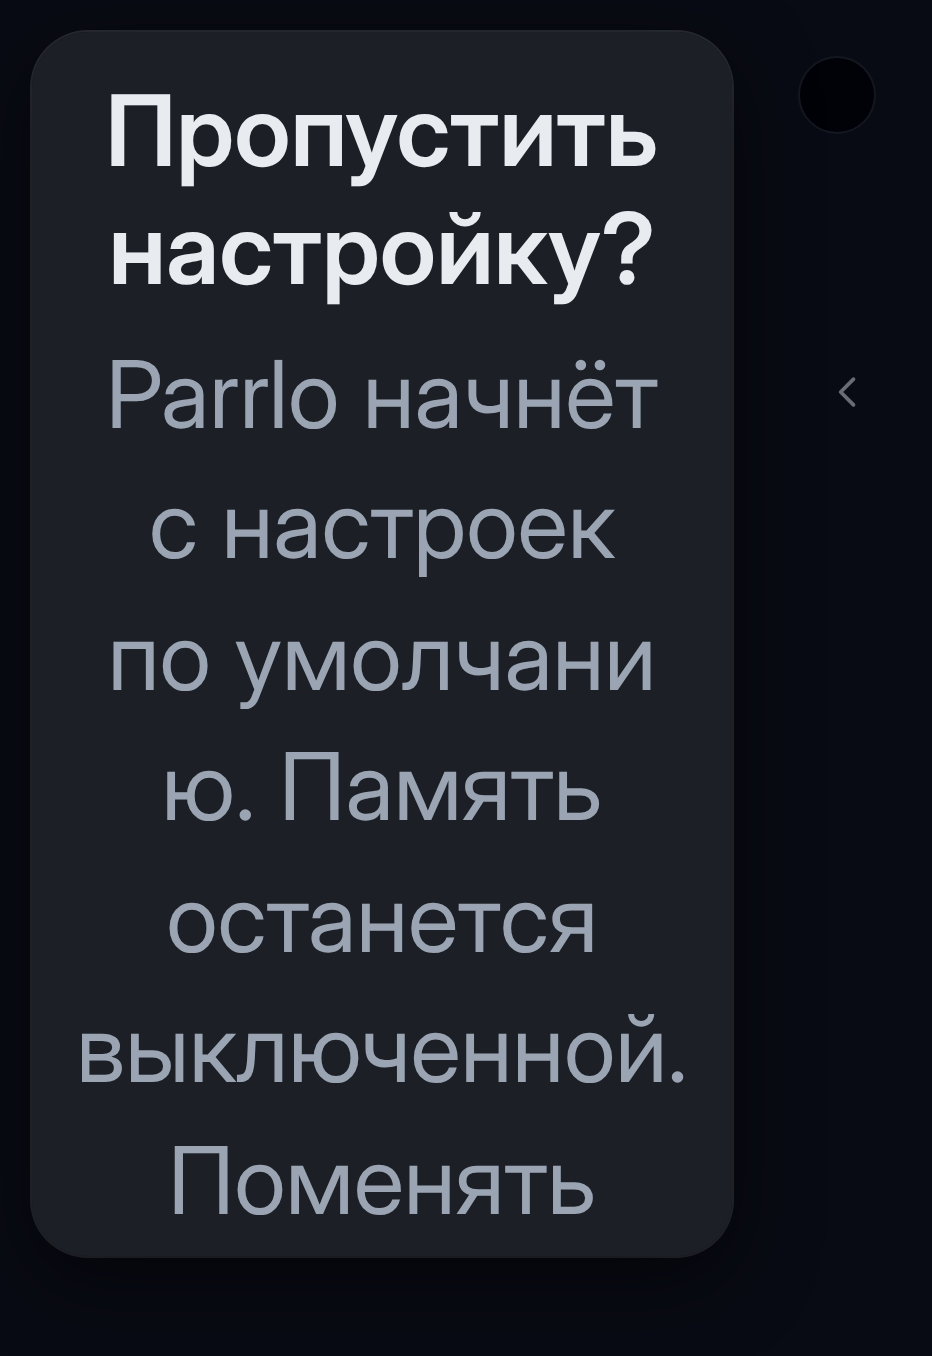 Пропустить
настройку?
Parrlo начнёт
с настроек
по умолчани
ю. Память
останется
выключенной.
Поменять